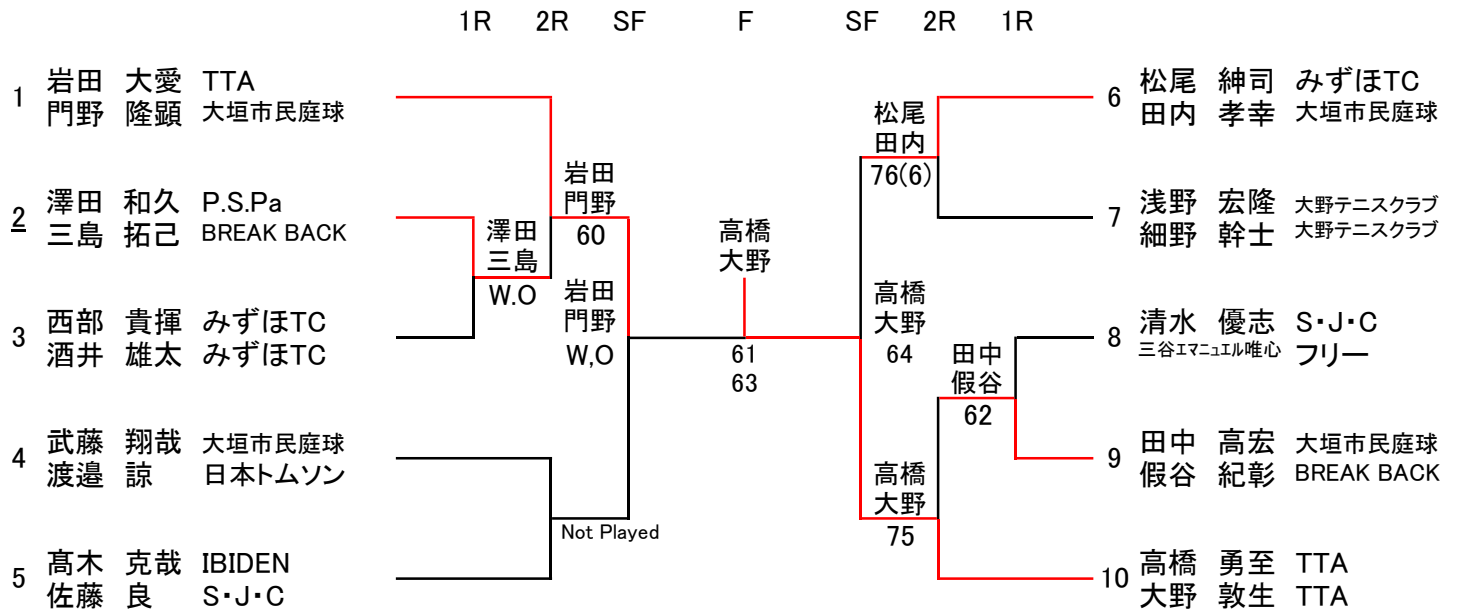 1R 2R SF F SF 2R 1R
1 岩田 大愛 TTA
門野 隆顕 大垣市民庭球
2 澤田 和久 P.S.Pa
三島 拓己 BREAK BACK
3 西部 貴揮 みずほTC
酒井 雄太 みずほTC
4 武藤 翔哉 大垣市民庭球
渡邉 諒 日本トムソン
5 髙木 克哉 IBIDEN
佐藤 良 S・J・C
澤田
三島
W.O
岩田
門野
60
岩田
門野
W,O
Not Played
高橋
大野
61
63
松尾
田内
76(6)
高橋
大野
64
田中
假谷
62
高橋
大野
75
6 松尾 紳司 みずほTC
田内 孝幸 大垣市民庭球
7 浅野 宏隆 大野テニスクラブ
細野 幹士 大野テニスクラブ
8 清水 優志 S・J・C
三谷エマニュエル唯心 フリー
9 田中 高宏 大垣市民庭球
假谷 紀彰 BREAK BACK
10 高橋 勇至 TTA
大野 敦生 TTA